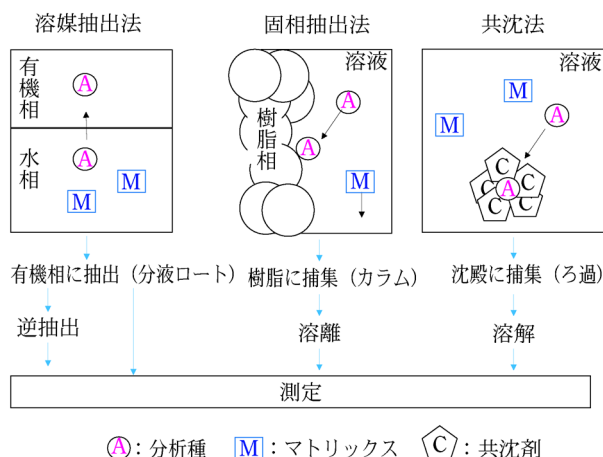 溶媒抽出法
固相抽出法
共沈法
有機相
A
水相
A
M
M
樹脂相
溶液
A
A
M
溶液
M
A
M
C
C
C
A
C
C
有機相に抽出（分液ロート）
樹脂に捕集（カラム）
沈殿に捕集（ろ過）
逆抽出
溶離
溶解
測定
A：分析種 M：マトリックス C：共沈剤